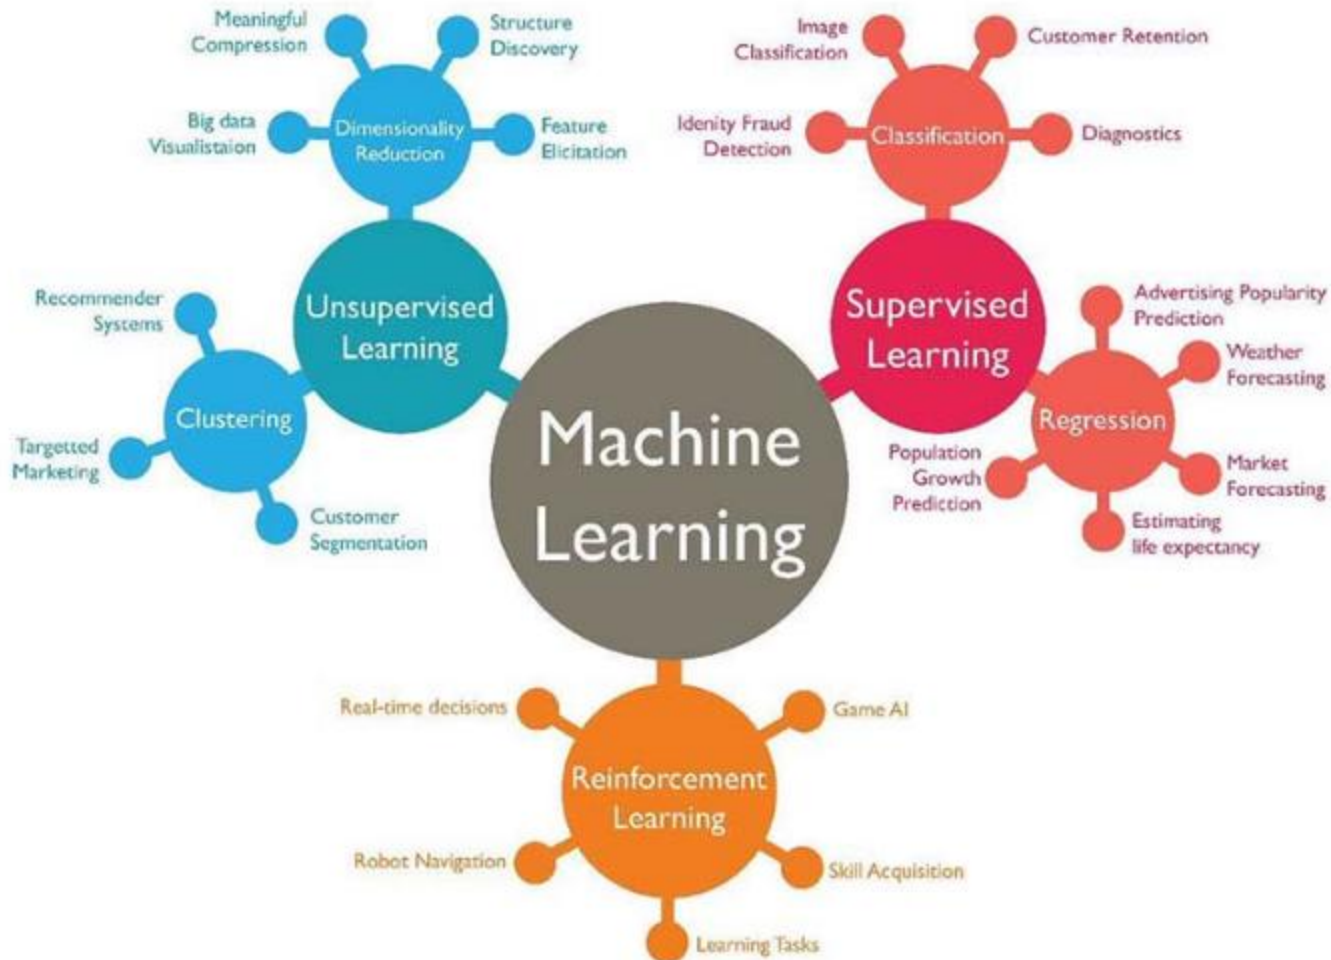 Meaningful
Compression
Structure
Discovery
Big data
Visualistaion
Dimensionality
Reduction
Feature
Elicitation
Image
Classification
Customer Retention
Idenity Fraud
Detection
Classification
Diagnostics
Recommender
Systems
Unsupervised
Learning
Clustering
Targetted
Marketing
Customer
Segmentation
Machine
Learning
Supervised
Learning
Advertising Popularity
Prediction
Weather
Forecasting
Regression
Population
Growth
Prediction
Market
Forecasting
Estimating
life expectancy
Real-time decisions
Game AI
Reinforcement
Learning
Robot Navigation
Skill Acquisition
Learning Tasks